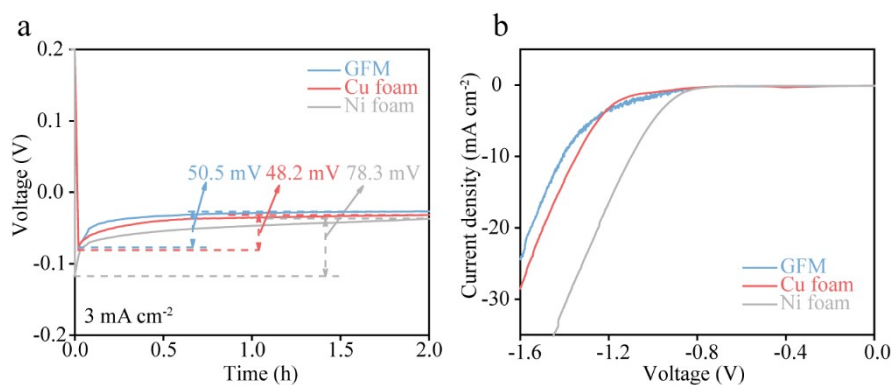 a
0.2
0.1
0.0
-0.1
-0.2
Voltage (V)
GFM
Cu foam
Ni foam
50.5 mV
48.2 mV
78.3 mV
3 mA cm-2
0.0
0.5
1.0
1.5
2.0
Time (h)
b
0
-10
-20
-30
Current density (mA cm-2)
GFM
Cu foam
Ni foam
-1.6
-1.2
-0.8
-0.4
0.0
Voltage (V)